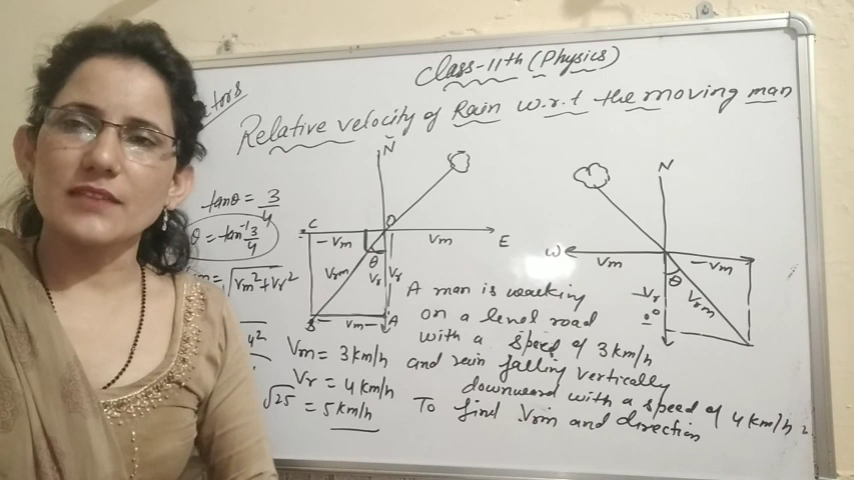 Class-11th (Physics)
Relative velocity of Rain w.r.t the moving man
tanθ = 3/4
θ = tan⁻¹ 3/4
= √Vm² + Vr²
√25 = 5 km/h
N
O
C
-Vm
Vm
E
Vrm
θ
Vr
Vr
B
Vm
A
N
W
Vm
-Vm
Vr
θ
Vrm
A man is walking
on a level road
with a speed of 3 km/h
and rain falling vertically
downward with a speed of 4 km/h.
To find Vrm and direction
Vm = 3 km/h
Vr = 4 km/h